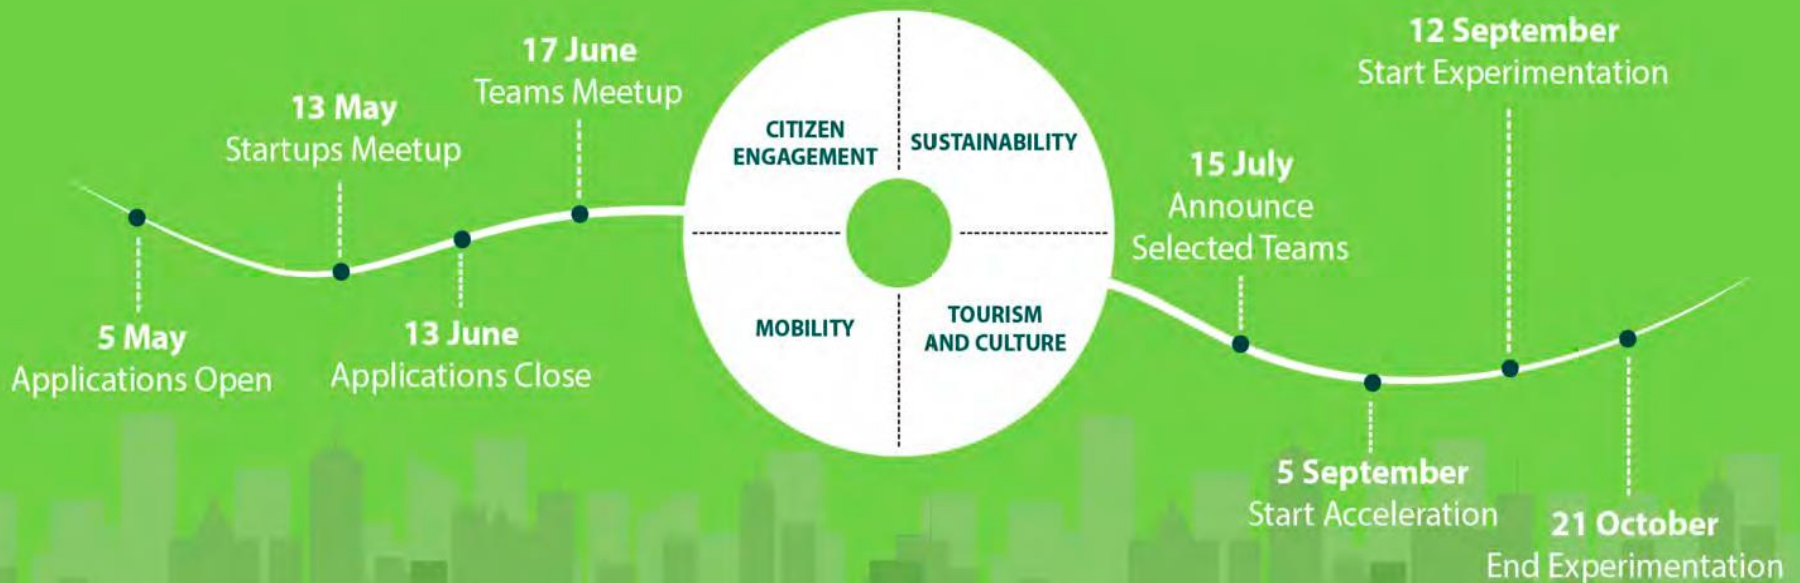 5 May
Applications Open
13 May
Startups Meetup
13 June
Applications Close
17 June
Teams Meetup
CITIZEN
ENGAGEMENT
SUSTAINABILITY
MOBILITY
TOURISM
AND CULTURE
15 July
Announce
Selected Teams
5 September
Start Acceleration
12 September
Start Experimentation
21 October
End Experimentation